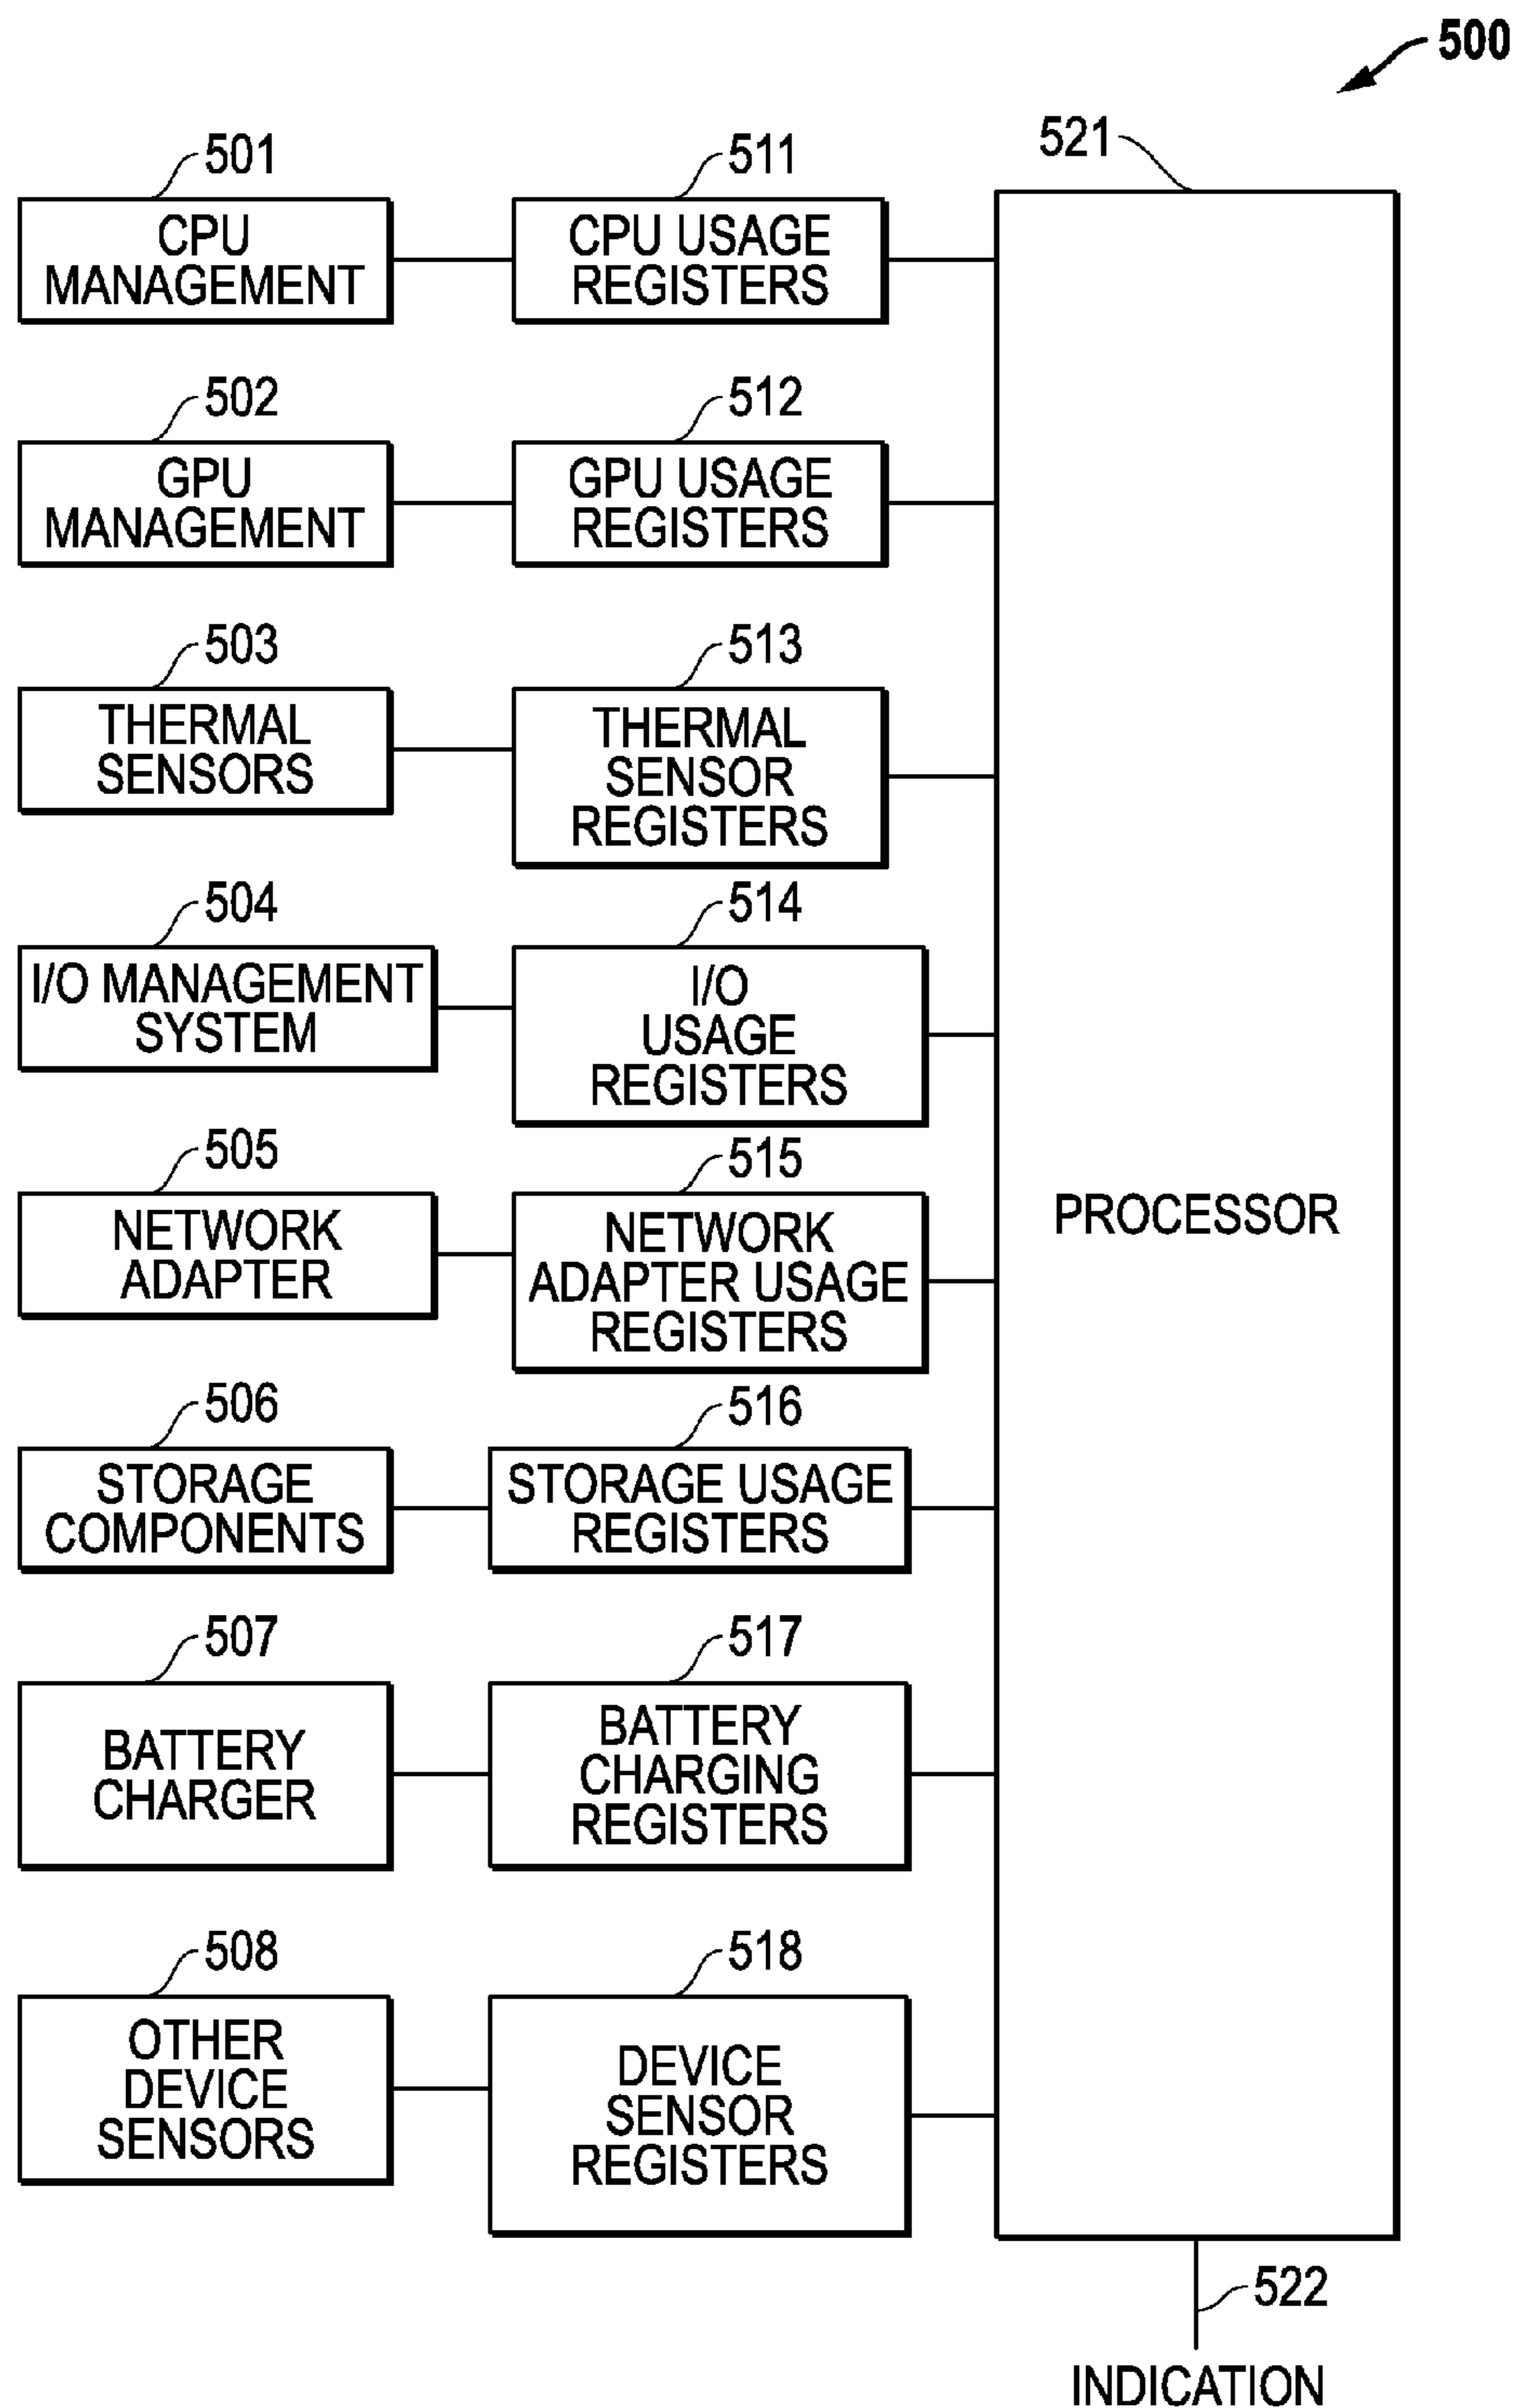 500
521
501
511
CPU
MANAGEMENT
CPU USAGE
REGISTERS
502
512
GPU
MANAGEMENT
GPU USAGE
REGISTERS
503
513
THERMAL
SENSORS
THERMAL
SENSOR
REGISTERS
504
514
I/O MANAGEMENT
SYSTEM
I/O
USAGE
REGISTERS
505
515
NETWORK
ADAPTER
NETWORK
ADAPTER USAGE
REGISTERS
PROCESSOR
506
516
STORAGE
COMPONENTS
STORAGE USAGE
REGISTERS
507
517
BATTERY
CHARGER
BATTERY
CHARGING
REGISTERS
508
518
OTHER
DEVICE
SENSORS
DEVICE
SENSOR
REGISTERS
522
INDICATION